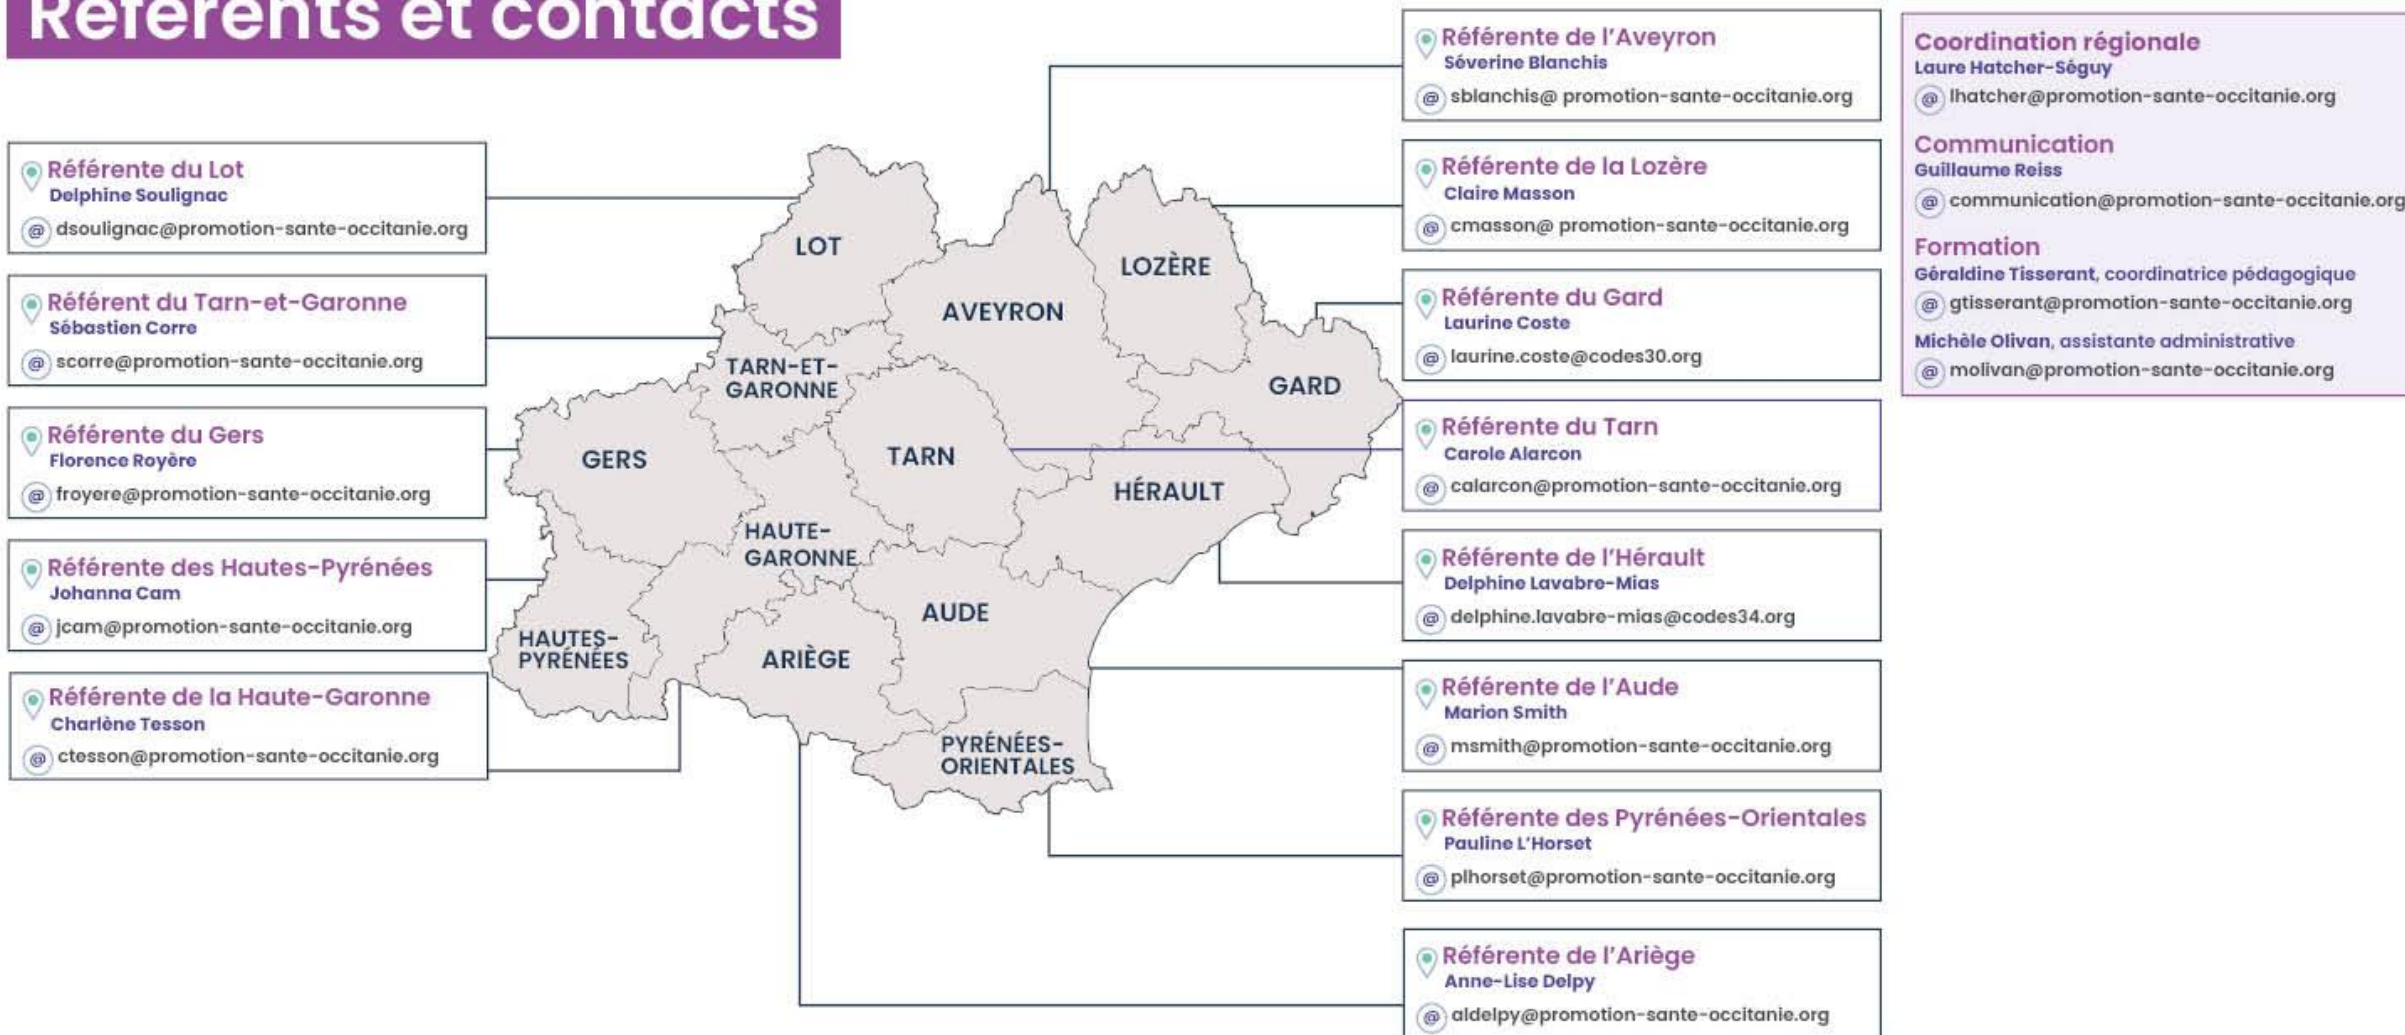 Référents et contacts
Référente du Lot
Delphine Soulignac
@ dsoulignac@promotion-sante-occitanie.org
Référent du Tarn-et-Garonne
Sébastien Corre
@ scorre@promotion-sante-occitanie.org
Référente du Gers
Florence Royère
@ froyere@promotion-sante-occitanie.org
Référente des Hautes-Pyrénées
Johanna Cam
@ jcam@promotion-sante-occitanie.org
Référente de la Haute-Garonne
Charlène Tesson
@ ctesson@promotion-sante-occitanie.org
LOT
AVEYRON
LOZÈRE
TARN-ET-
GARONNE
GARD
GERS
TARN
HÉRAULT
HAUTE-
GARONNE
AUDE
HAUTES-
PYRÉNÉES
ARIÈGE
PYRÉNÉES-
ORIENTALES
Référente de l'Aveyron
Séverine Blanchis
@ sblanchis@ promotion-sante-occitanie.org
Référente de la Lozère
Claire Masson
@ cmasson@ promotion-sante-occitanie.org
Référente du Gard
Laurine Coste
@ laurine.coste@codes30.org
Référente du Tarn
Carole Alarcon
@ calarcon@promotion-sante-occitanie.org
Référente de l'Hérault
Delphine Lavabre-Mias
@ delphine.lavabre-mias@codes34.org
Référente de l'Aude
Marion Smith
@ msmith@promotion-sante-occitanie.org
Référente des Pyrénées-Orientales
Pauline L'Horset
@ plhorset@promotion-sante-occitanie.org
Référente de l'Ariège
Anne-Lise Delpy
@ aldelpy@promotion-sante-occitanie.org
Coordination régionale
Laure Hatcher-Séguy
@ lhatcher@promotion-sante-occitanie.org
Communication
Guillaume Reiss
@ communication@promotion-sante-occitanie.org
Formation
Géraldine Tisserant, coordinatrice pédagogique
@ gtisserant@promotion-sante-occitanie.org
Michèle Olivan, assistante administrative
@ molivan@promotion-sante-occitanie.org